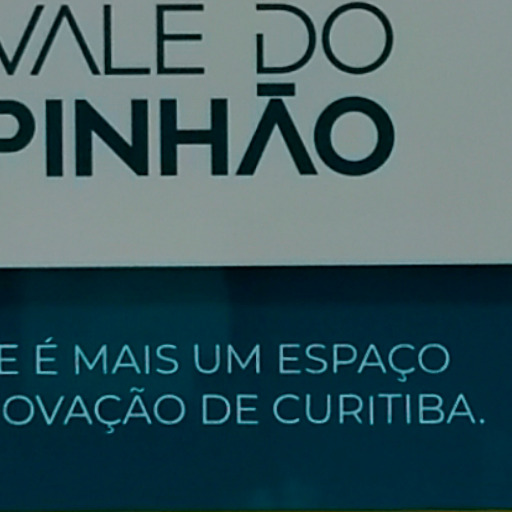 VALE DO
PINHÃO
E É MAIS UM ESPAÇO
OVAÇÃO DE CURITIBA.